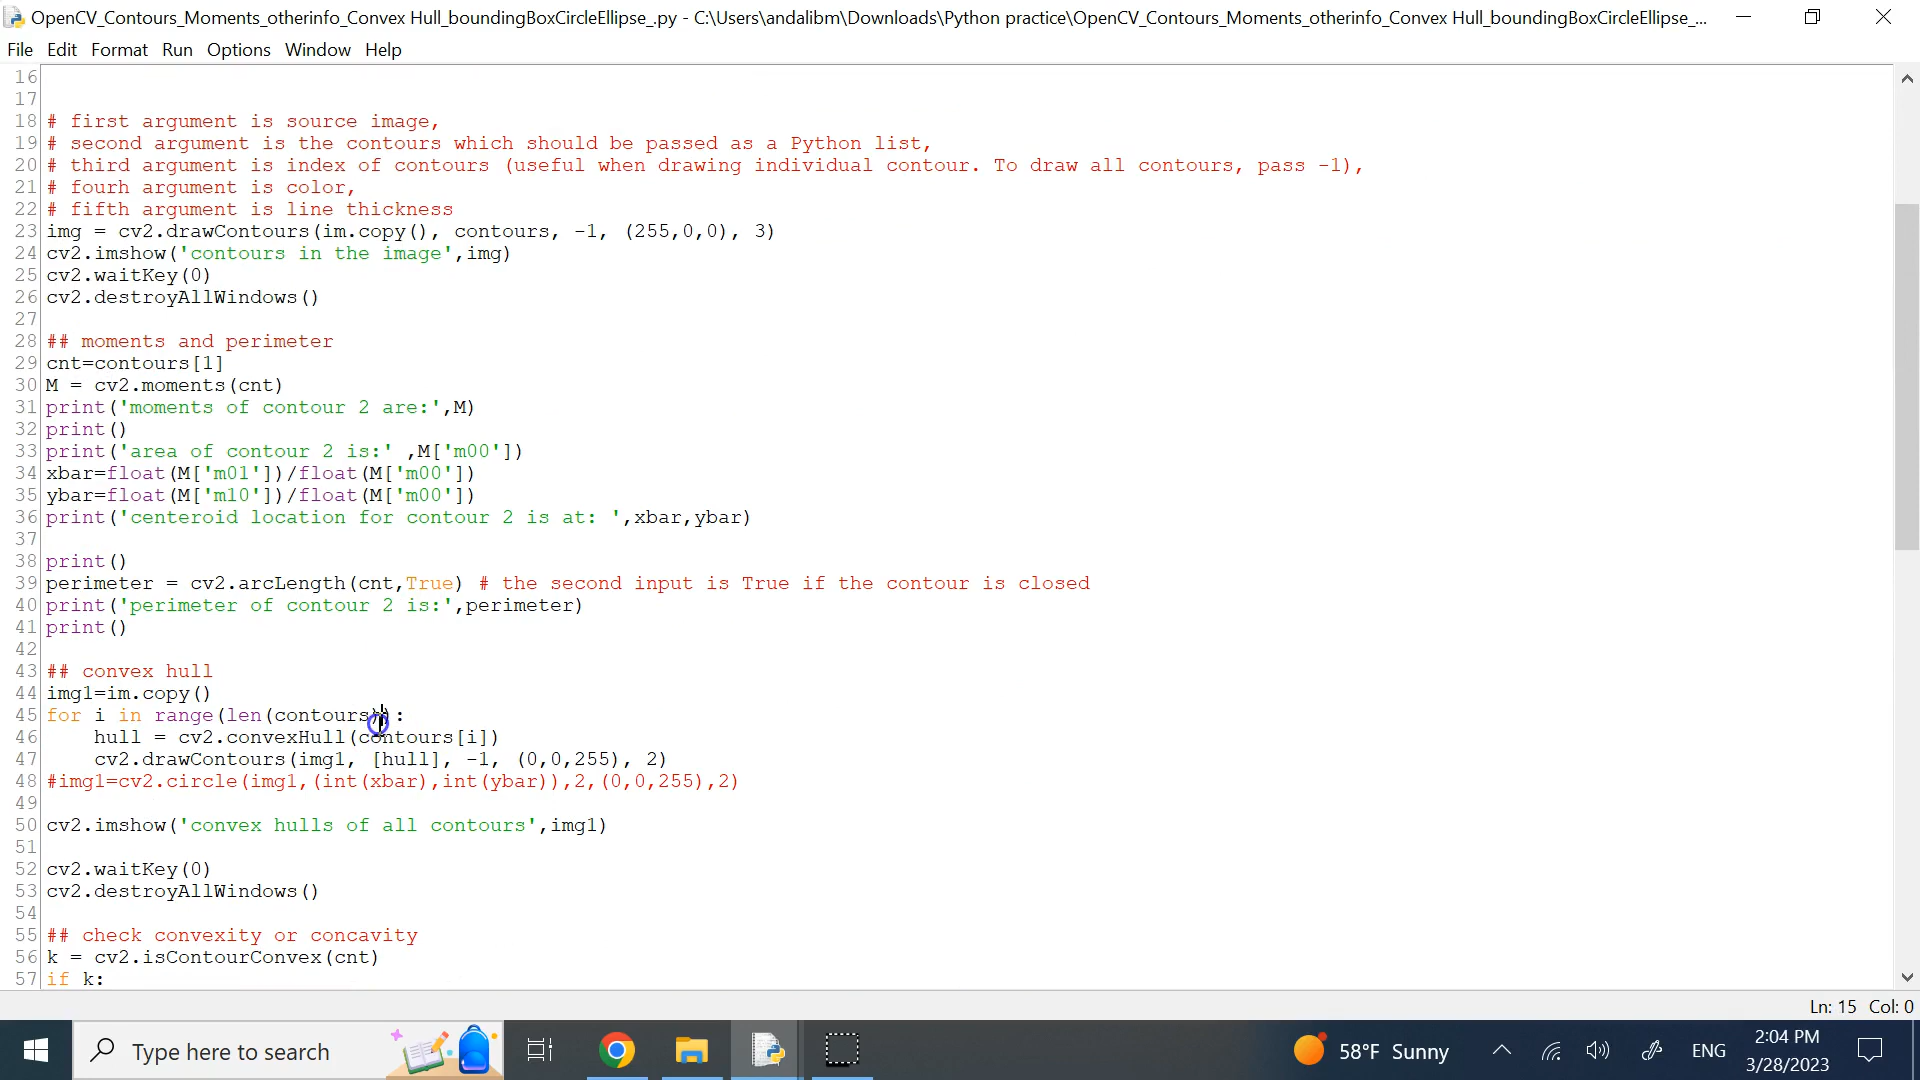 OpenCV_Contours_Moments_otherinfo_Convex Hull_boundingBoxCircleEllipse_.py - C:\Users\andalibm\Downloads\Python practice\OpenCV_Contours_Moments_otherinfo_Convex Hull_boundingBoxCircleEllipse_...
File Edit Format Run Options Window Help
16
17
18 # first argument is source image,
19 # second argument is the contours which should be passed as a Python list,
20 # third argument is index of contours (useful when drawing individual contour. To draw all contours, pass -1),
21 # fourh argument is color,
22 # fifth argument is line thickness
23 img = cv2.drawContours(im.copy(), contours, -1, (255,0,0), 3)
24 cv2.imshow('contours in the image',img)
25 cv2.waitKey(0)
26 cv2.destroyAllWindows()
27
28 ## moments and perimeter
29 cnt=contours[1]
30 M = cv2.moments(cnt)
31 print('moments of contour 2 are:',M)
32 print()
33 print('area of contour 2 is:' ,M['m00'])
34 xbar=float(M['m01'])/float(M['m00'])
35 ybar=float(M['m10'])/float(M['m00'])
36 print('centeroid location for contour 2 is at: ',xbar,ybar)
37
38 print()
39 perimeter = cv2.arcLength(cnt,True) # the second input is True if the contour is closed
40 print('perimeter of contour 2 is:',perimeter)
41 print()
42
43 ## convex hull
44 img1=im.copy()
45 for i in range(len(contours)):
46     hull = cv2.convexHull(contours[i])
47     cv2.drawContours(img1, [hull], -1, (0,0,255), 2)
48 #img1=cv2.circle(img1,(int(xbar),int(ybar)),2,(0,0,255),2)
49
50 cv2.imshow('convex hulls of all contours',img1)
51
52 cv2.waitKey(0)
53 cv2.destroyAllWindows()
54
55 ## check convexity or concavity
56 k = cv2.isContourConvex(cnt)
57 if k:
Ln: 15 Col: 0
Type here to search
58°F Sunny
ENG
2:04 PM
3/28/2023